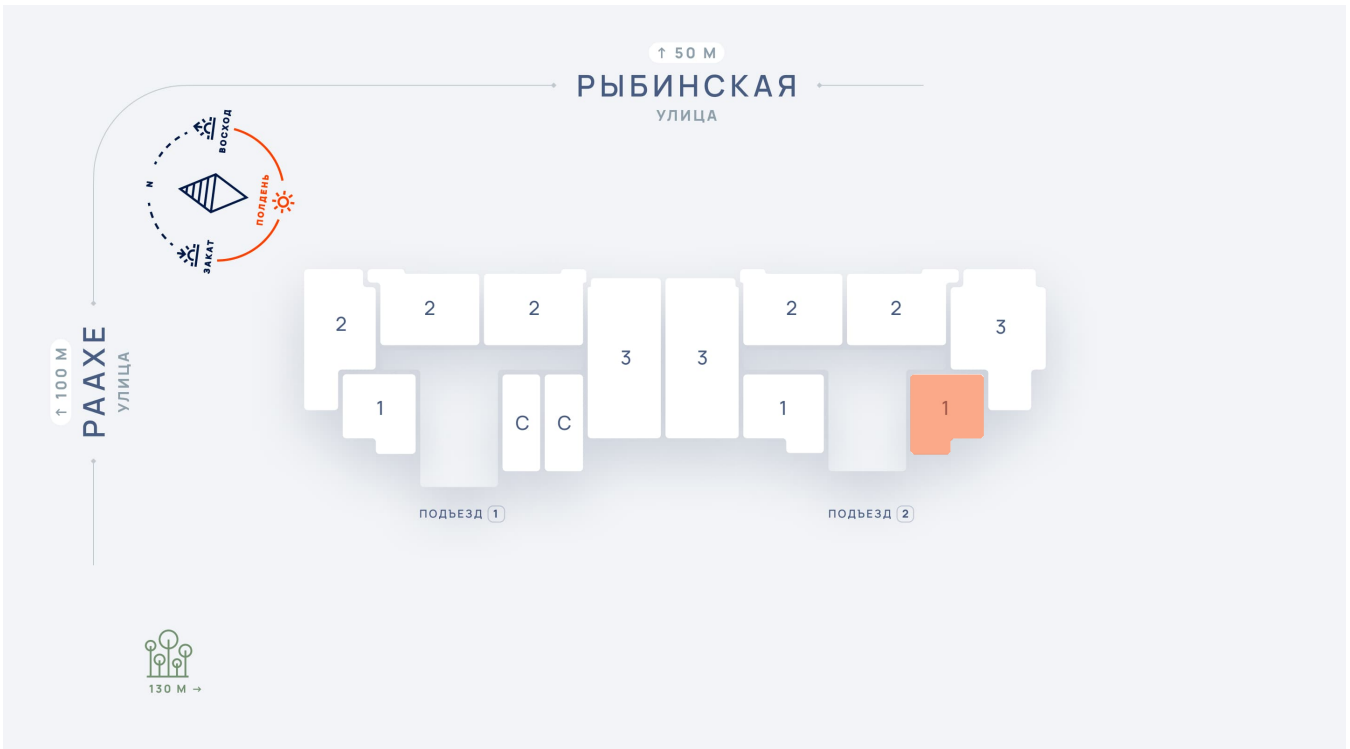 ↑ 50 М
РЫБИНСКАЯ
УЛИЦА
ВОСХОД
N
ПОЛДЕНЬ
ЗАКАТ
↑ 100 М
РААХЕ
УЛИЦА
2 2 2 3 3 2 2 3
1 С С 1 1
ПОДЪЕЗД 1
ПОДЪЕЗД 2
130 М →